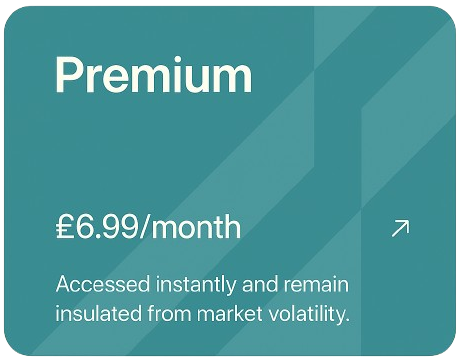 Premium
£6.99/month
Accessed instantly and remain
insulated from market volatility.